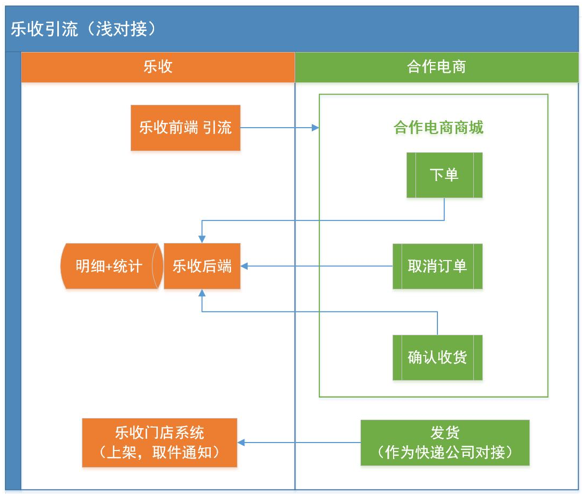 乐收引流（浅对接）
乐收
合作电商
乐收前端 引流
合作电商商城
下单
明细+统计
乐收后端
取消订单
确认收货
乐收门店系统
（上架，取件通知）
发货
（作为快递公司对接）